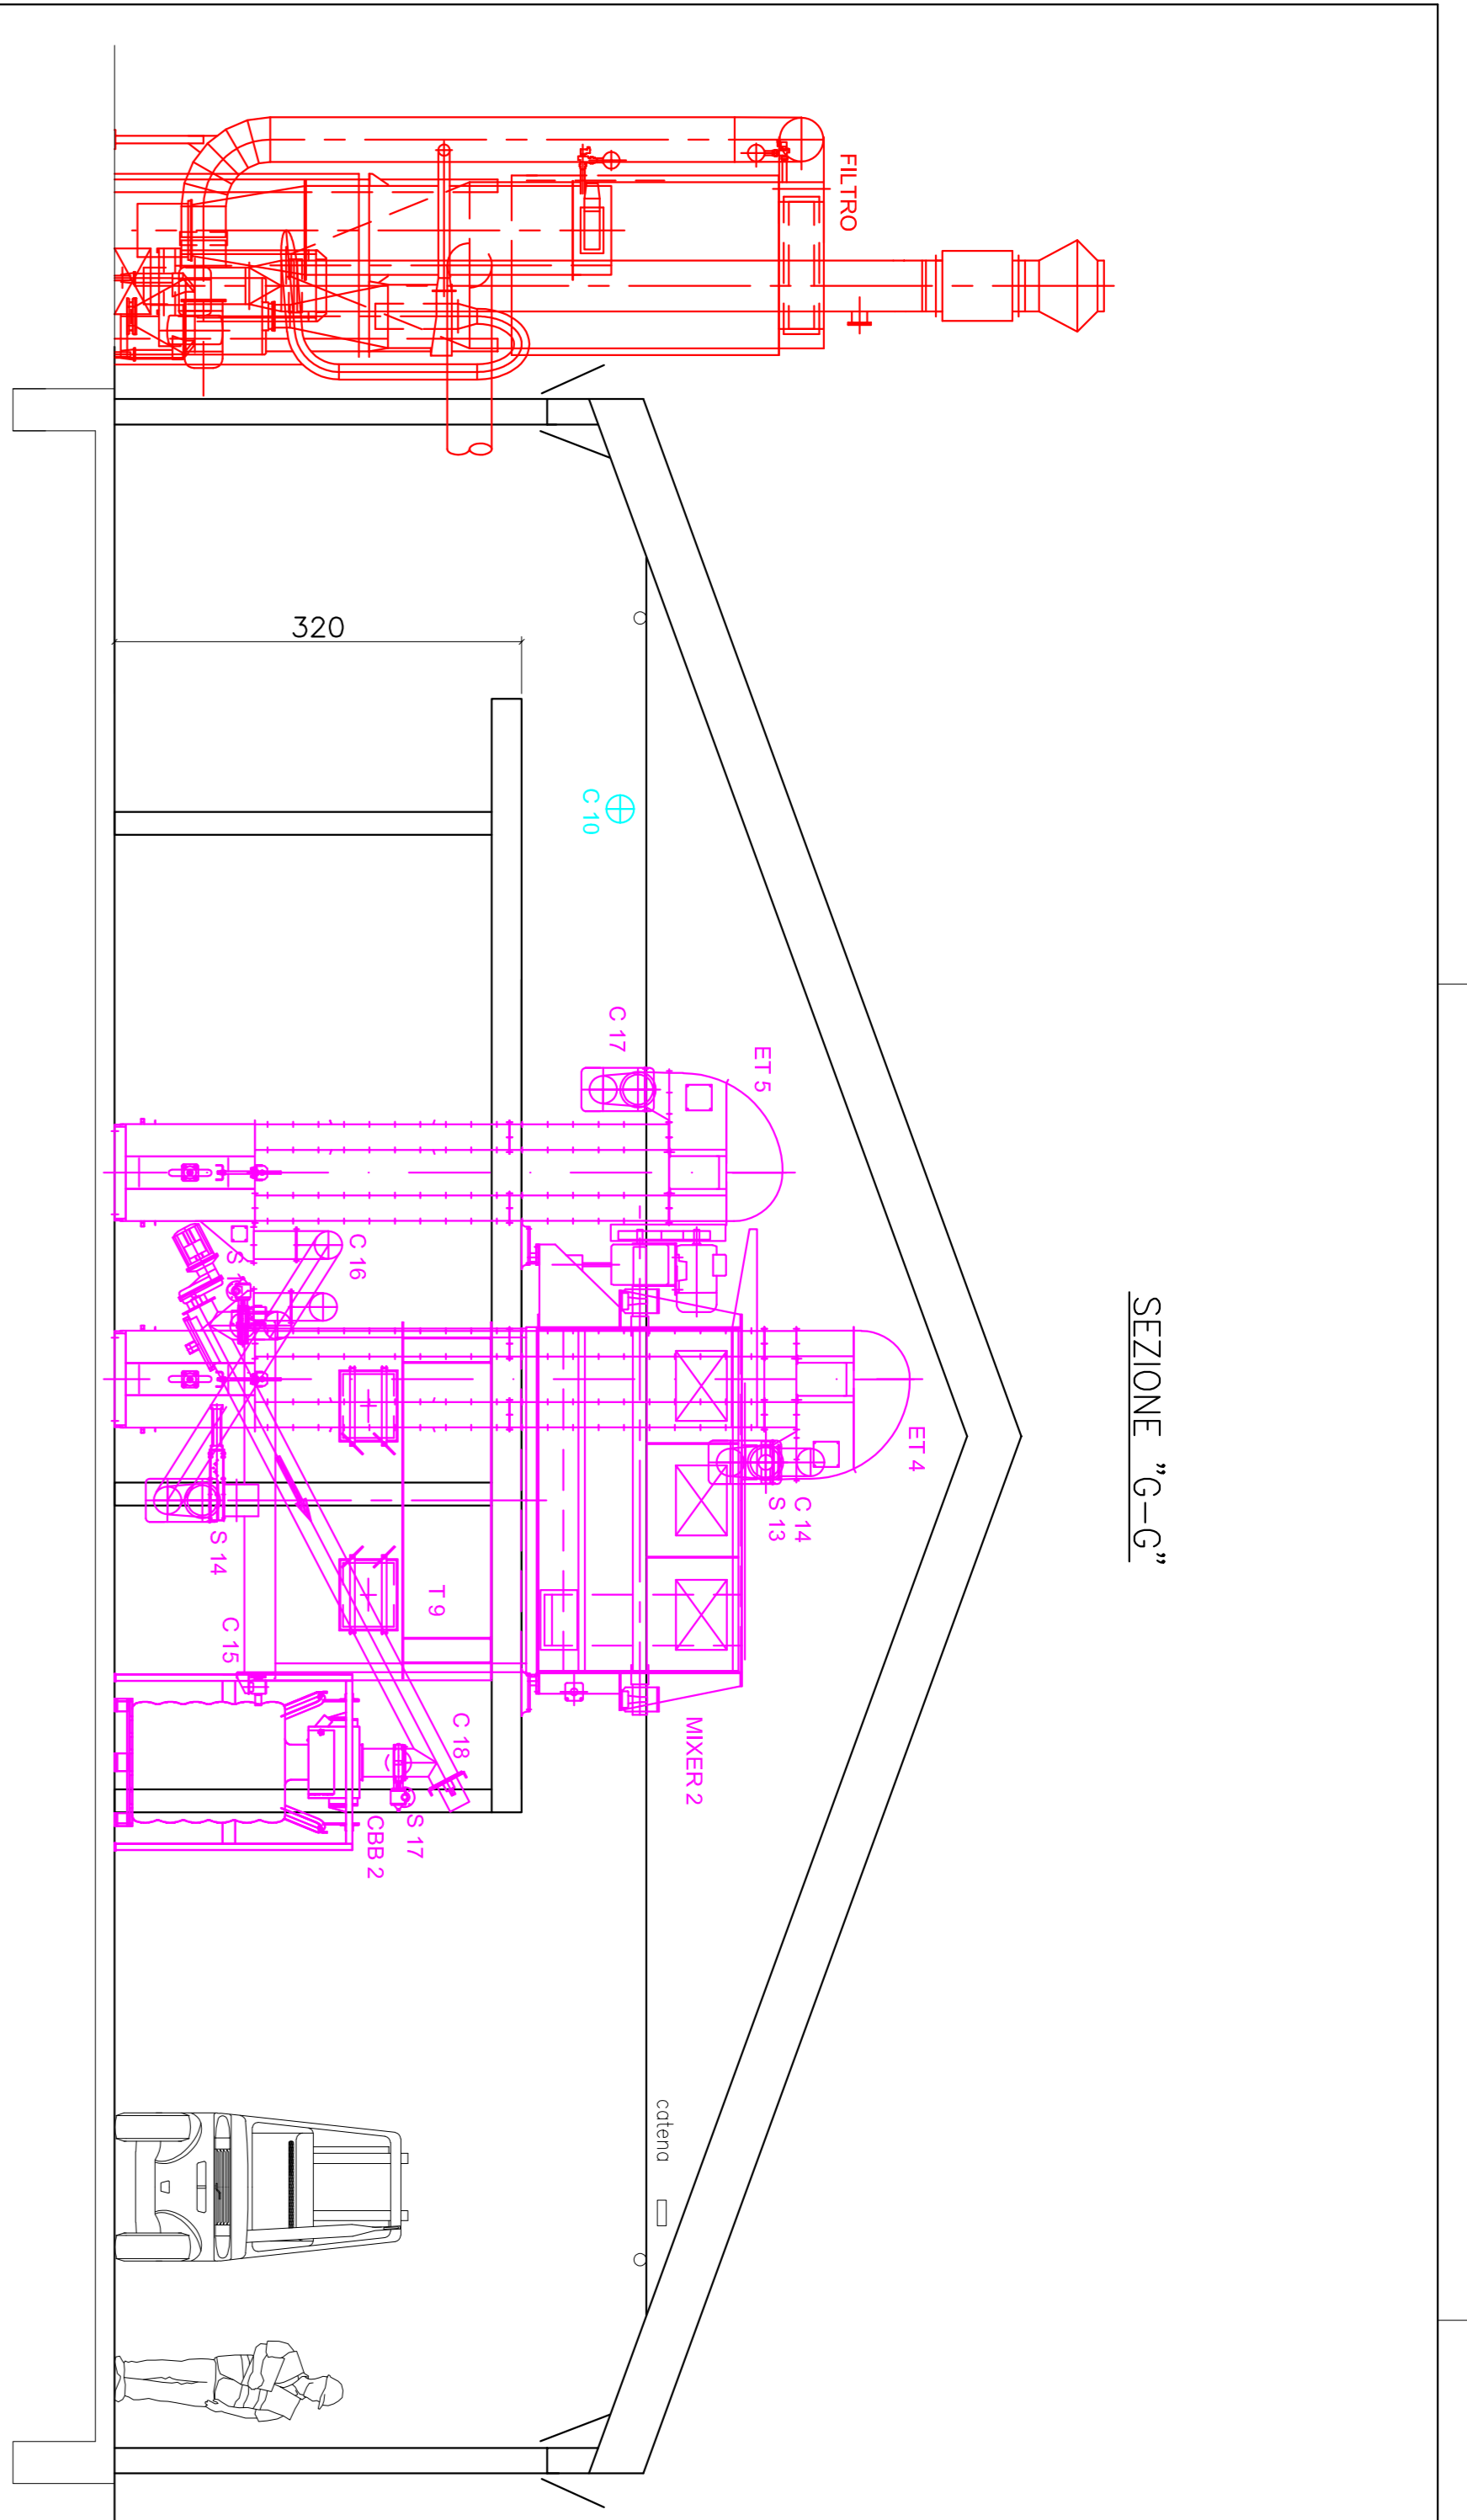 SEZIONE "G-G"
FILTRO
320
C 10
C 17
ET 5
C 16
ET 4
C 14
S 13
S 14
T 9
C 15
MIXER 2
C 18
S 17
CBB 2
catena